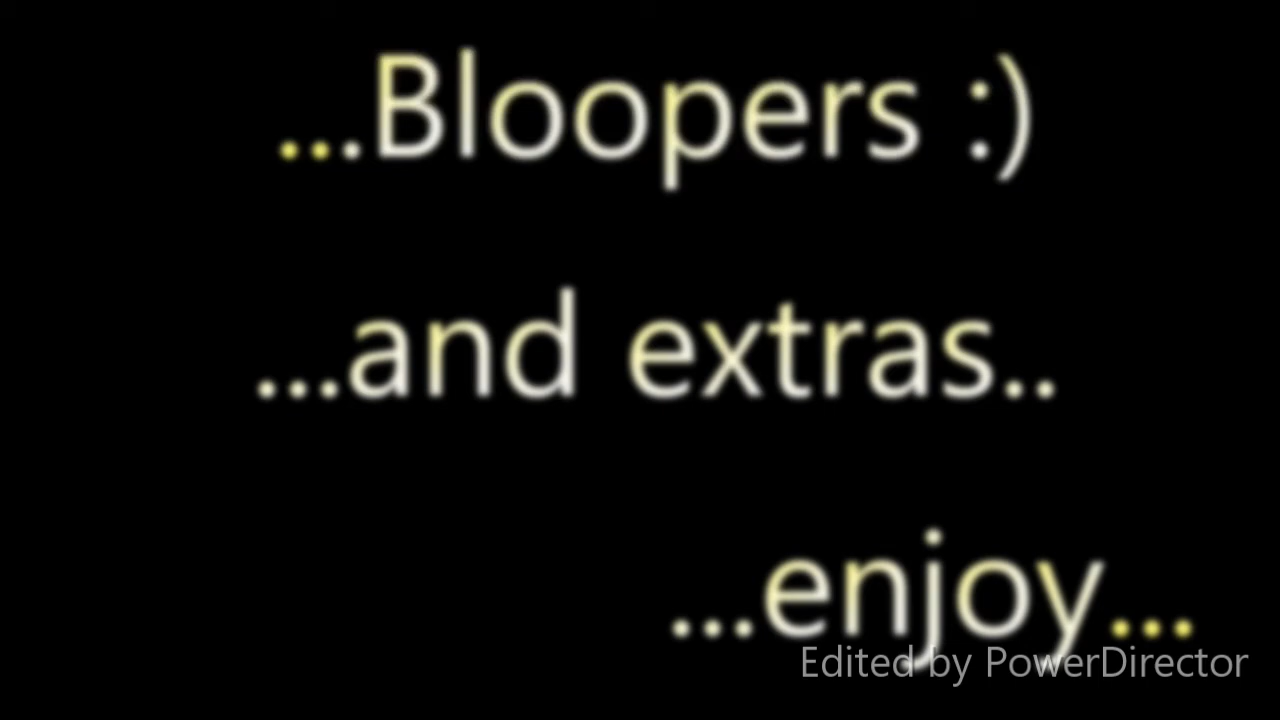 ...Bloopers :)
...and extras..
...enjoy...
Edited by PowerDirector